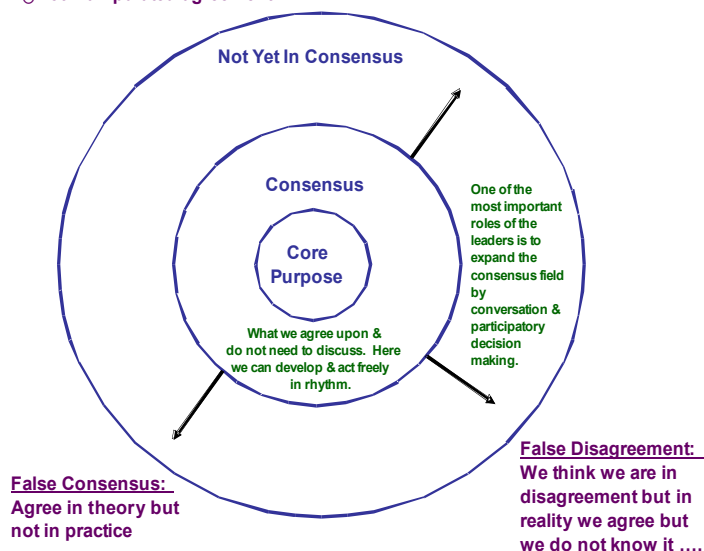 Not Yet In Consensus
Consensus
Core
Purpose
One of the
most important
roles of the
leaders is to
expand the
consensus field
by
conversation &
participatory
decision
making.
What we agree upon &
do not need to discuss. Here
we can develop & act freely
in rhythm.
False Consensus:
Agree in theory but
not in practice
False Disagreement:
We think we are in
disagreement but in
reality we agree but
we do not know it ….